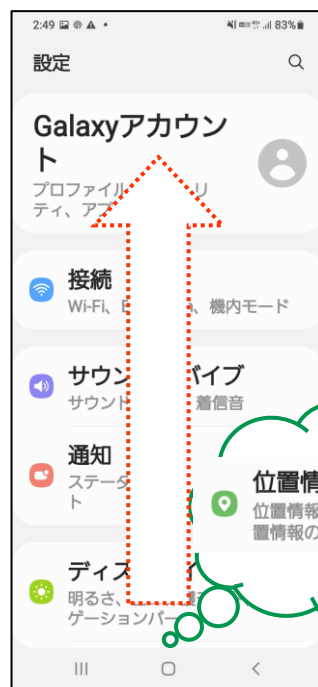 2:49 83%
設定
Galaxyアカウン
ト
プロファイル リ
ティ、アプ
接続
Wi-Fi、 、機内モード
サウン バイブ
サウンド 着信音
通知
ステータ
ト
位置情
位置情報
置情報の
ディス イ
明るさ、
ゲーションバー